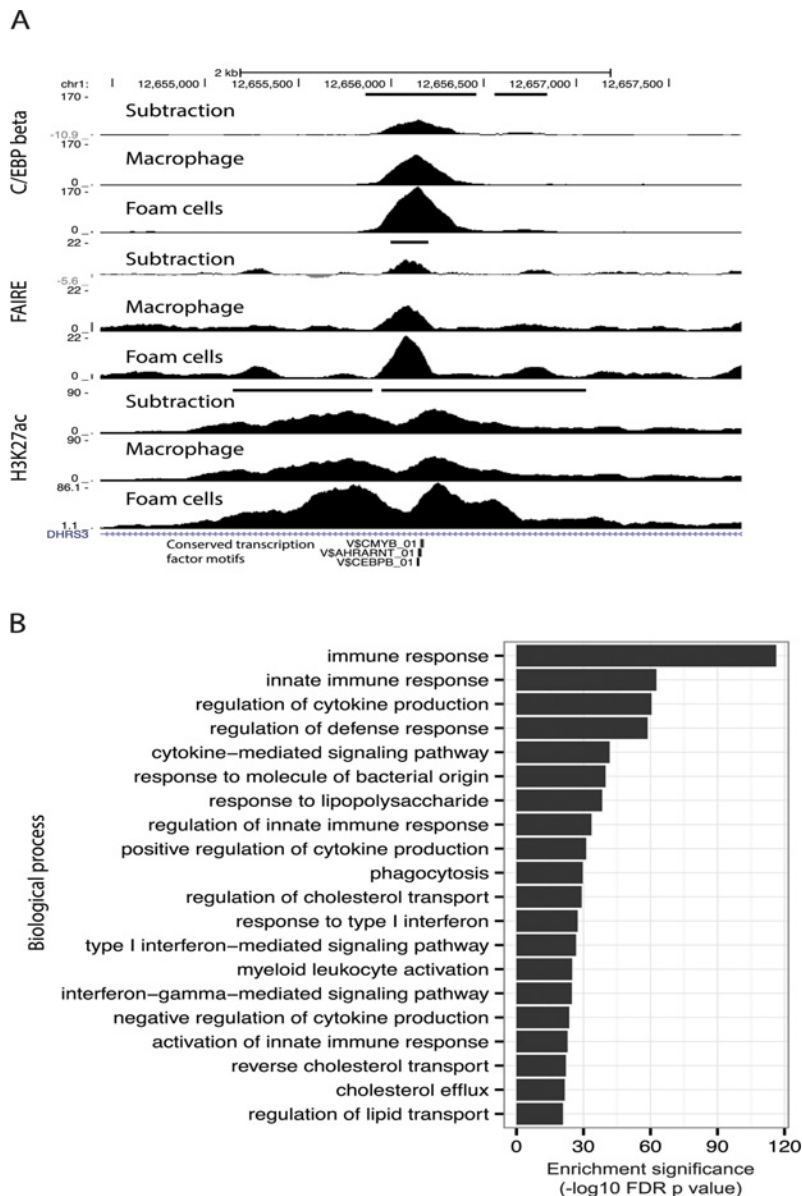 A
2 kb
chr1: 12,655,000 12,655,500 12,656,000 12,656,500 12,657,000 12,657,500
C/EBP beta
170 -
Subtraction
-10.9 _
170 -
Macrophage
0 _
170 -
Foam cells
0 _
FAIRE
22 -
Subtraction
-5.6 _
22 -
Macrophage
0 _
22 -
Foam cells
0 _
H3K27ac
90 -
Subtraction
0 _
90 -
Macrophage
0 _
86.1 -
Foam cells
1.1 _
DHRS3
Conserved transcription
factor motifs
V$CMYB_01
V$AHRARNT_01
V$CEBPB_01
B
Biological process
immune response
innate immune response
regulation of cytokine production
regulation of defense response
cytokine−mediated signaling pathway
response to molecule of bacterial origin
response to lipopolysaccharide
regulation of innate immune response
positive regulation of cytokine production
phagocytosis
regulation of cholesterol transport
response to type I interferon
type I interferon−mediated signaling pathway
myeloid leukocyte activation
interferon−gamma−mediated signaling pathway
negative regulation of cytokine production
activation of innate immune response
reverse cholesterol transport
cholesterol efflux
regulation of lipid transport
0 30 60 90 120
Enrichment significance
(-log10 FDR p value)